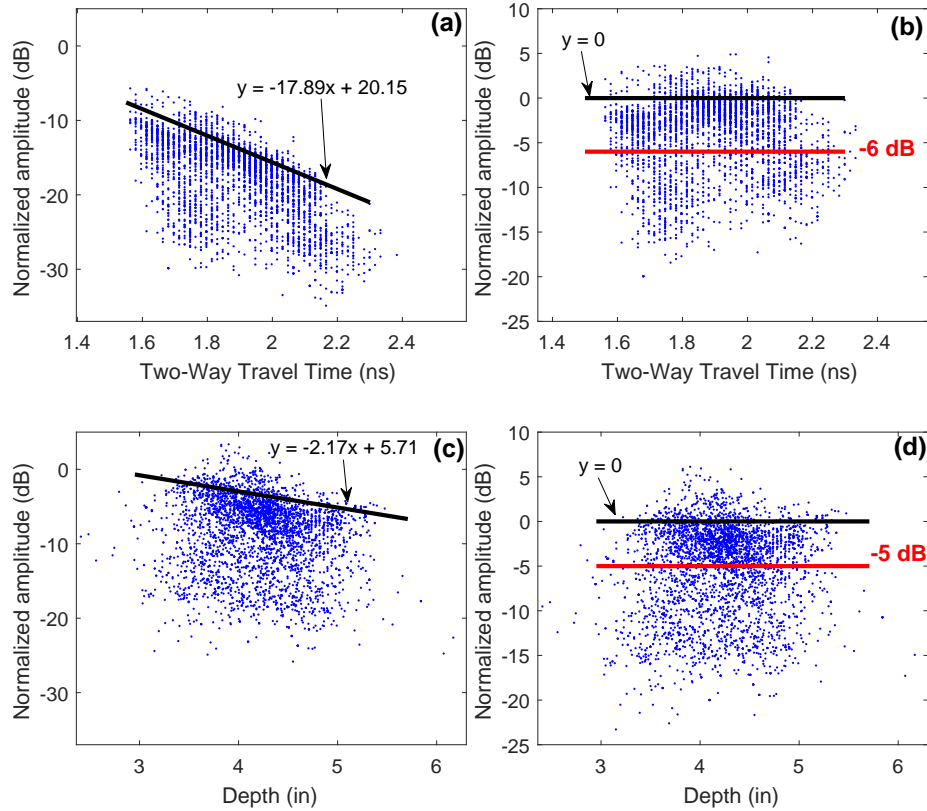 (a)
0
-10
-20
-30
Normalized amplitude (dB)
y = -17.89x + 20.15
1.4 1.6 1.8 2 2.2 2.4
Two-Way Travel Time (ns)
(b)
10
5
0
-5
-10
-15
-20
-25
Normalized amplitude (dB)
y = 0
-6 dB
1.4 1.6 1.8 2 2.2 2.4
Two-Way Travel Time (ns)
(c)
0
-10
-20
-30
Normalized amplitude (dB)
y = -2.17x + 5.71
3 4 5 6
Depth (in)
(d)
10
5
0
-5
-10
-15
-20
-25
Normalized amplitude (dB)
y = 0
-5 dB
3 4 5 6
Depth (in)